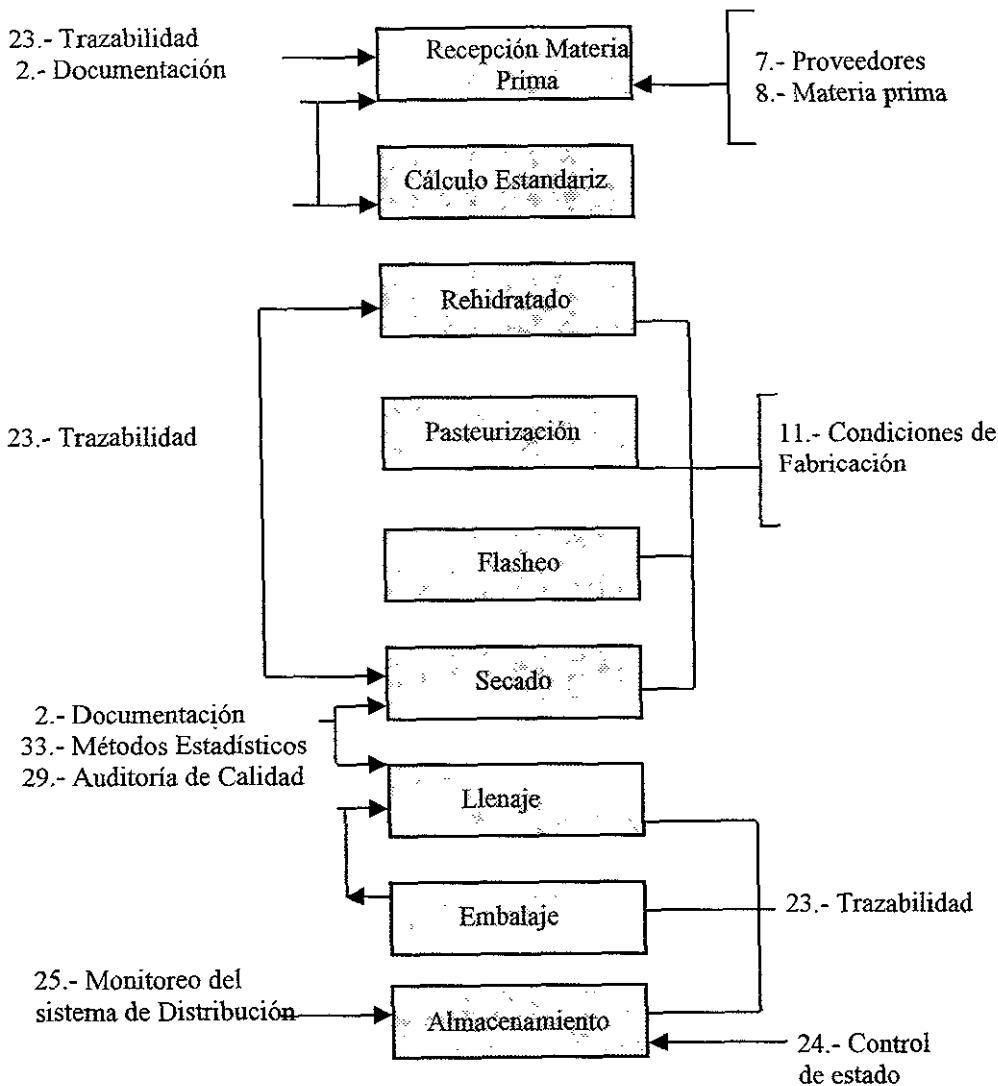 23.- Trazabilidad
2.- Documentación
Recepción Materia
Prima
7.- Proveedores
8.- Materia prima
Cálculo Estandariz
Rehidratado
23.- Trazabilidad
Pasteurización
11.- Condiciones de
Fabricación
Flasheo
Secado
2.- Documentación
33.- Métodos Estadísticos
29.- Auditoría de Calidad
Llenaje
Embalaje
23.- Trazabilidad
25.- Monitoreo del
sistema de Distribución
Almacenamiento
24.- Control
de estado